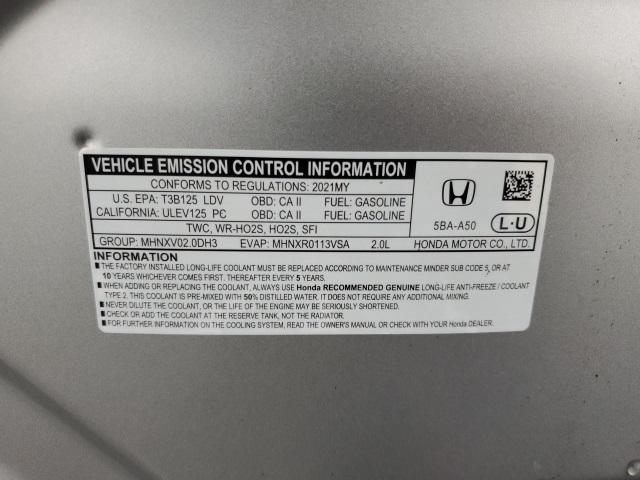 VEHICLE EMISSION CONTROL INFORMATION
CONFORMS TO REGULATIONS: 2021MY
U.S. EPA: T3B125 LDV OBD: CA II FUEL: GASOLINE
CALIFORNIA: ULEV125 PC OBD: CA II FUEL: GASOLINE
TWC, WR-HO2S, HO2S, SFI
5BA-A50 L·U
GROUP: MHNXV02.0DH3 EVAP: MHNXR0113VSA 2.0L HONDA MOTOR CO., LTD.
INFORMATION
■ THE FACTORY INSTALLED LONG-LIFE COOLANT MUST BE REPLACED ACCORDING TO MAINTENANCE MINDER SUB CODE 5, OR AT
10 YEARS WHICHEVER COMES FIRST. THEREAFTER EVERY 5 YEARS.
■ WHEN ADDING OR REPLACING THE COOLANT, ALWAYS USE Honda RECOMMENDED GENUINE LONG-LIFE ANTI-FREEZE / COOLANT
TYPE 2. THIS COOLANT IS PRE-MIXED WITH 50% DISTILLED WATER. IT DOES NOT REQUIRE ANY ADDITIONAL MIXING.
■ NEVER DILUTE THE COOLANT, OR THE LIFE OF THE ENGINE WILL BE REDUCED.
■ CHECK OR ADD COOLANT AT THE RESERVE TANK, NOT THE RADIATOR.
■ FOR FURTHER INFORMATION ON THE COOLING SYSTEM, READ THE OWNER'S MANUAL OR CHECK WITH YOUR Honda DEALER.